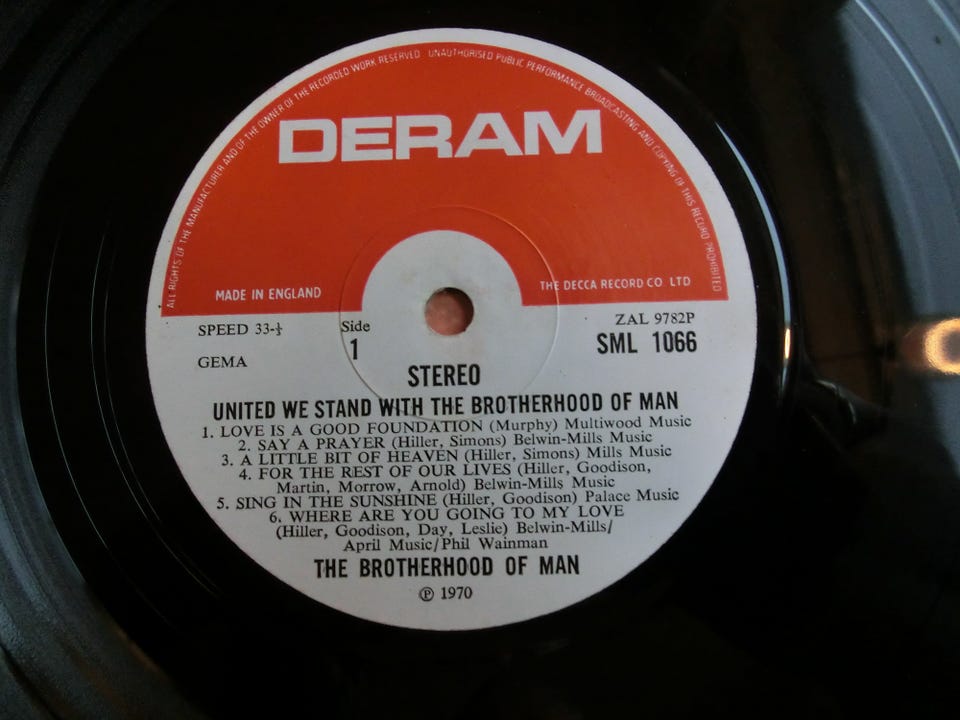 ALL RIGHTS OF THE MANUFACTURER AND OF THE OWNER OF THE RECORDED WORK RESERVED UNAUTHORISED PUBLIC PERFORMANCE BROADCASTING AND COPYING OF THIS RECORD PROHIBITED
DERAM
MADE IN ENGLAND
THE DECCA RECORD CO LTD
SPEED 33-⅓
Side
ZAL 9782P
GEMA
1
SML 1066
STEREO
UNITED WE STAND WITH THE BROTHERHOOD OF MAN
1. LOVE IS A GOOD FOUNDATION (Murphy) Multiwood Music
2. SAY A PRAYER (Hiller, Simons) Belwin-Mills Music
3. A LITTLE BIT OF HEAVEN (Hiller, Simons) Mills Music
4. FOR THE REST OF OUR LIVES (Hiller, Goodison,
Martin, Morrow, Arnold) Belwin-Mills Music
5. SING IN THE SUNSHINE (Hiller, Goodison) Palace Music
6. WHERE ARE YOU GOING TO MY LOVE
(Hiller, Goodison, Day, Leslie) Belwin-Mills/
April Music/Phil Wainman
THE BROTHERHOOD OF MAN
℗ 1970